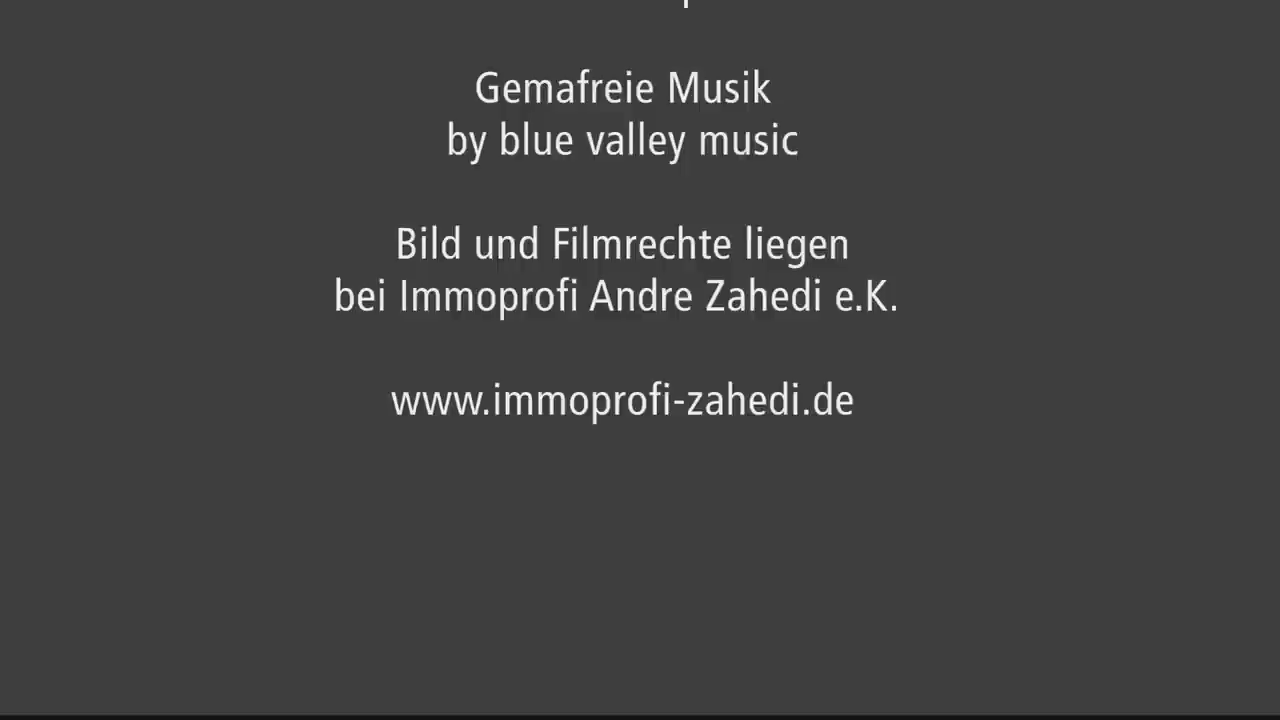 Gemafreie Musik
by blue valley music
Bild und Filmrechte liegen
bei Immoprofi Andre Zahedi e.K.
www.immoprofi-zahedi.de